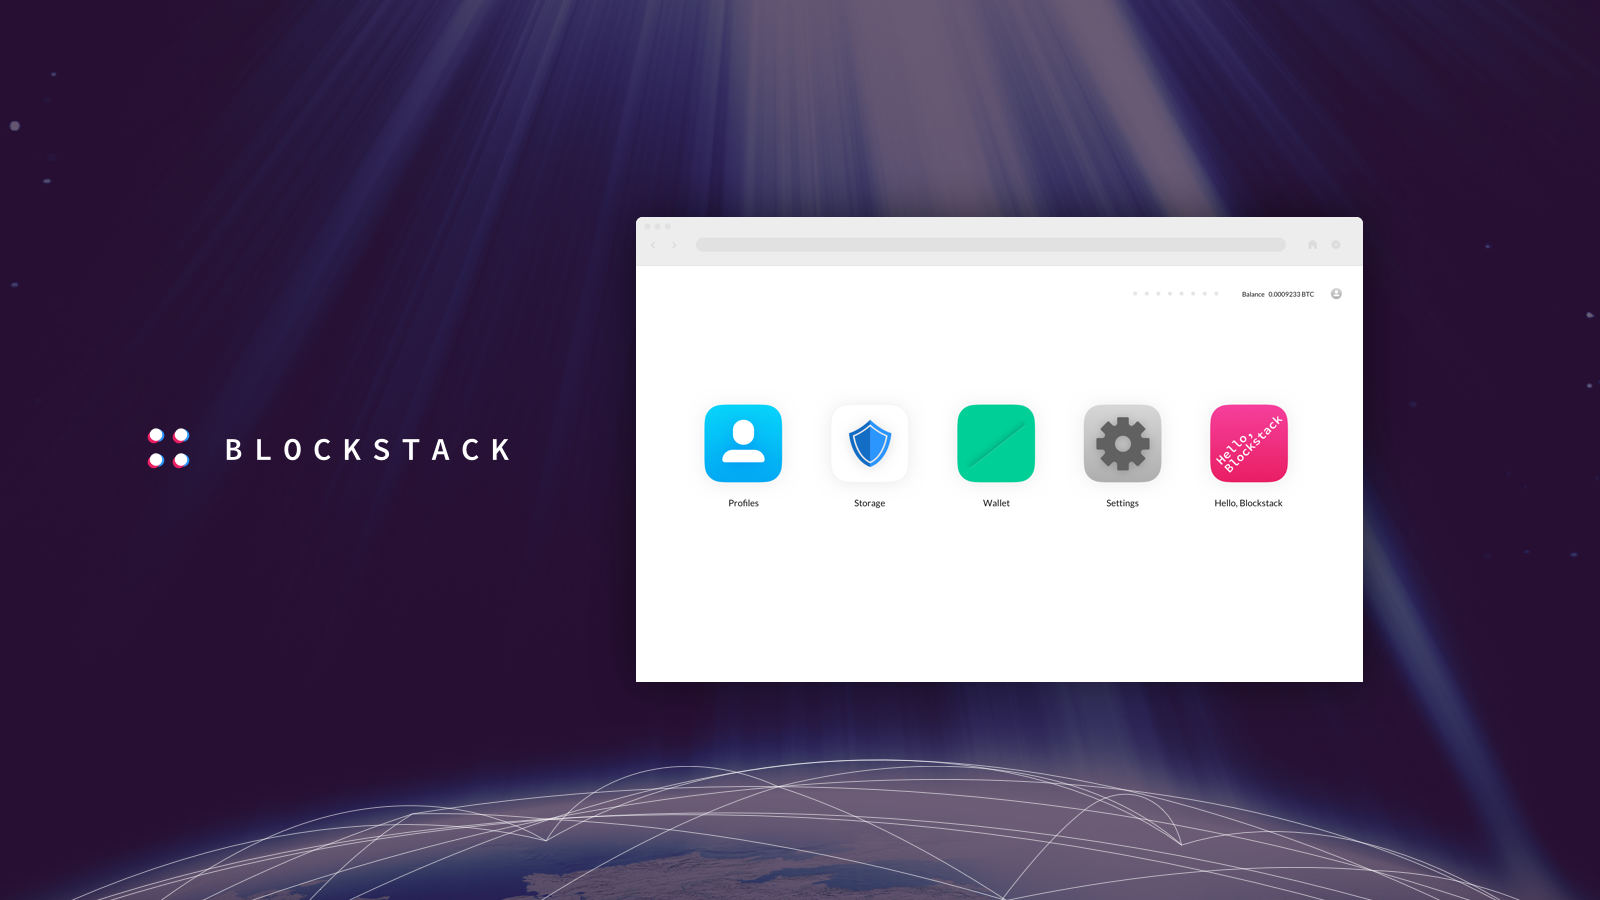 BLOCKSTACK
Balance 0.0009233 BTC
Hello,
Blockstack
Profiles
Storage
Wallet
Settings
Hello, Blockstack